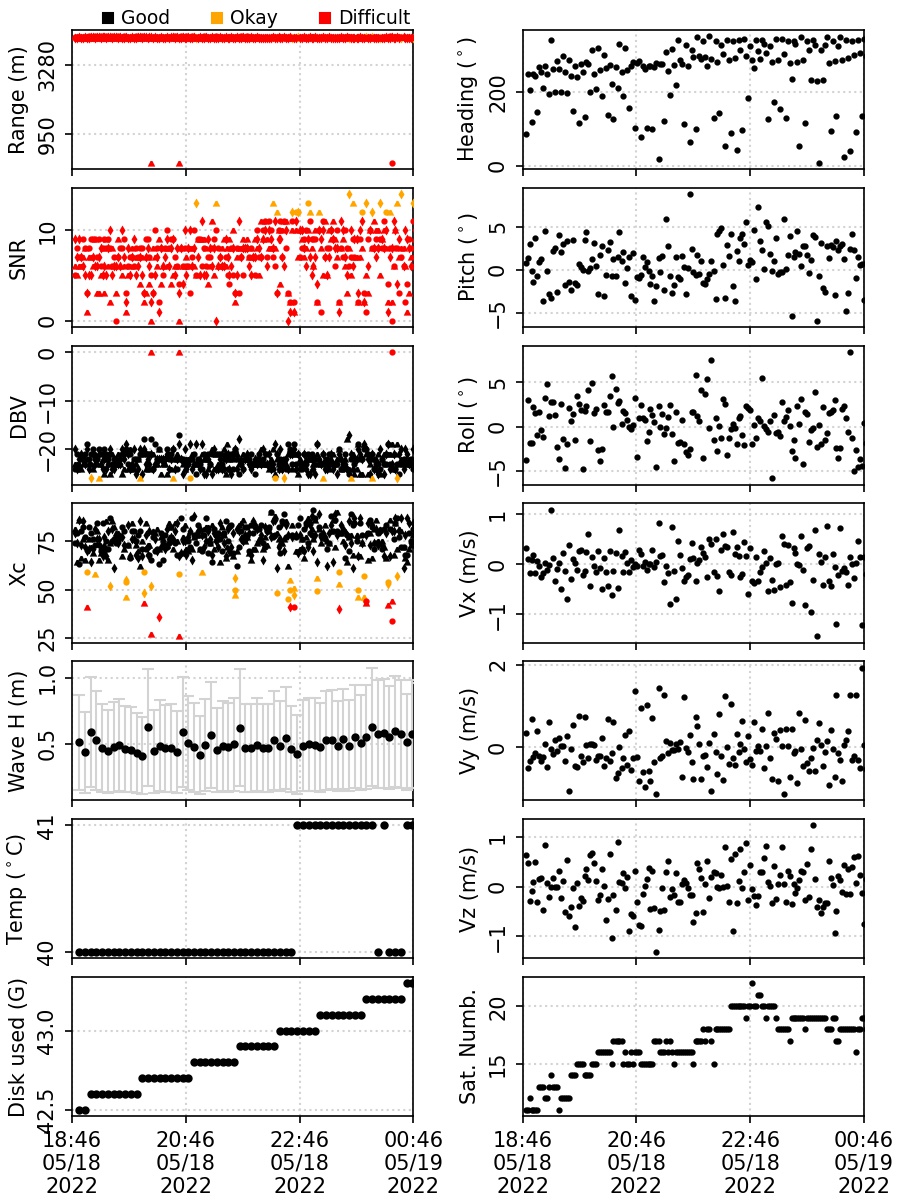 Good Okay Difficult
Range (m)
3280
950
SNR
10
0
DBV
0
−10
−20
Xc
75
50
25
Wave H (m)
1.0
0.5
Temp (°C)
41
40
Disk used (G)
43.0
42.5
18:46 20:46 22:46 00:46
05/18 05/18 05/18 05/19
2022 2022 2022 2022
Heading (°)
200
0
Pitch (°)
5
0
−5
Roll (°)
5
0
−5
Vx (m/s)
1
0
−1
Vy (m/s)
2
0
Vz (m/s)
1
0
−1
Sat. Numb.
20
15
18:46 20:46 22:46 00:46
05/18 05/18 05/18 05/19
2022 2022 2022 2022